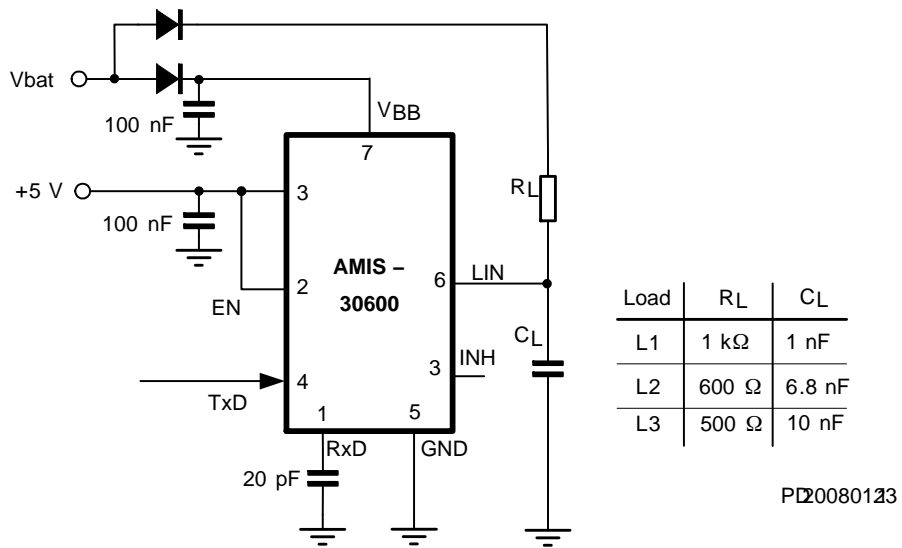 Vbat
100 nF
VBB
7
+5 V
3
100 nF
RL
AMIS –
30600
LIN
6
2
EN
CL
INH
3
4
TxD
1
5
RxD
GND
20 pF
Load RL CL
L1 1 kΩ 1 nF
L2 600 Ω 6.8 nF
L3 500 Ω 10 nF